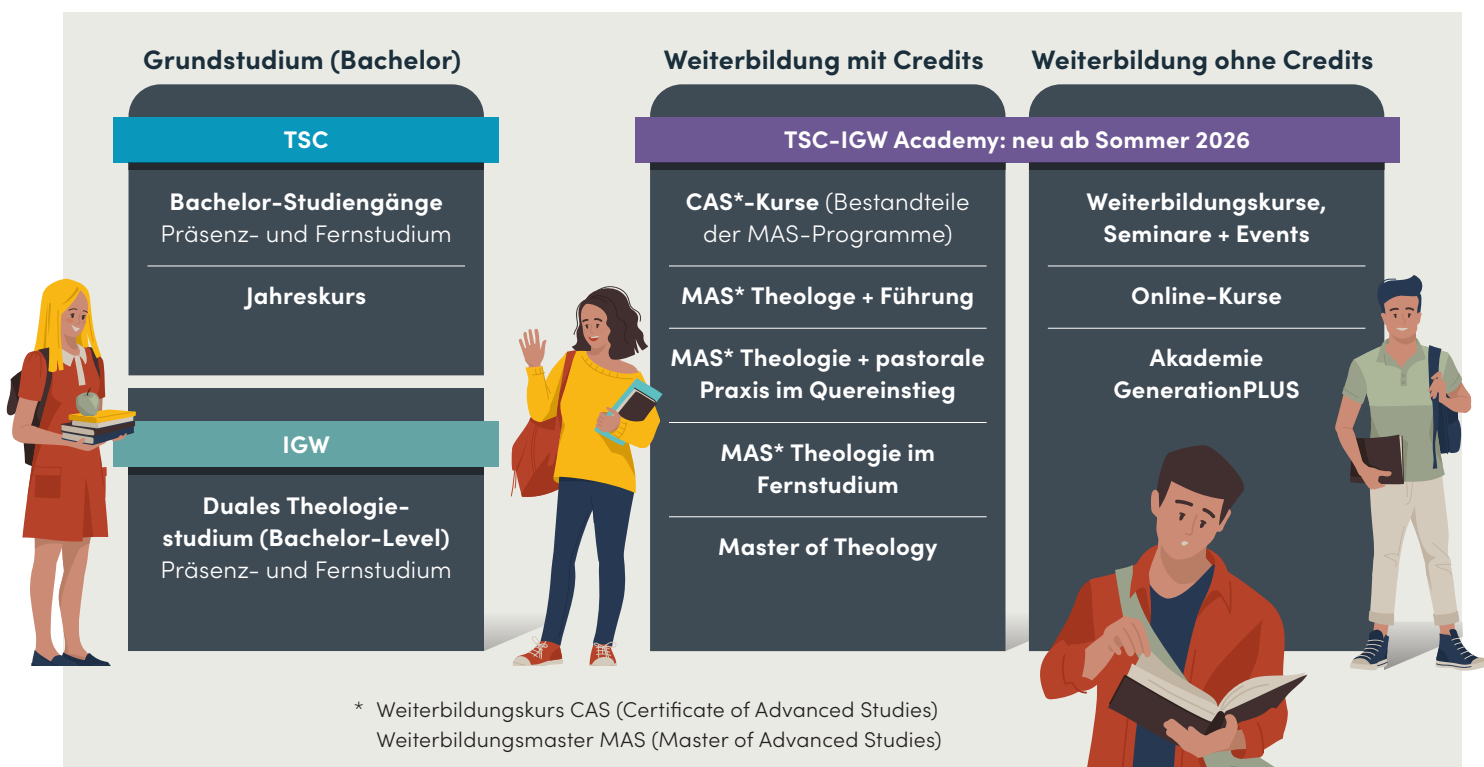 Grundstudium (Bachelor)
TSC
Bachelor-Studiengänge
Präsenz- und Fernstudium
Jahreskurs
IGW
Duales Theologie-
studium (Bachelor-Level)
Präsenz- und Fernstudium
Weiterbildung mit Credits
Weiterbildung ohne Credits
TSC-IGW Academy: neu ab Sommer 2026
CAS*-Kurse (Bestandteile
der MAS-Programme)
MAS* Theologe + Führung
MAS* Theologie + pastorale
Praxis im Quereinstieg
MAS* Theologie im
Fernstudium
Master of Theology
Weiterbildungskurse,
Seminare + Events
Online-Kurse
Akademie
GenerationPLUS
* Weiterbildungskurs CAS (Certificate of Advanced Studies)
Weiterbildungsmaster MAS (Master of Advanced Studies)